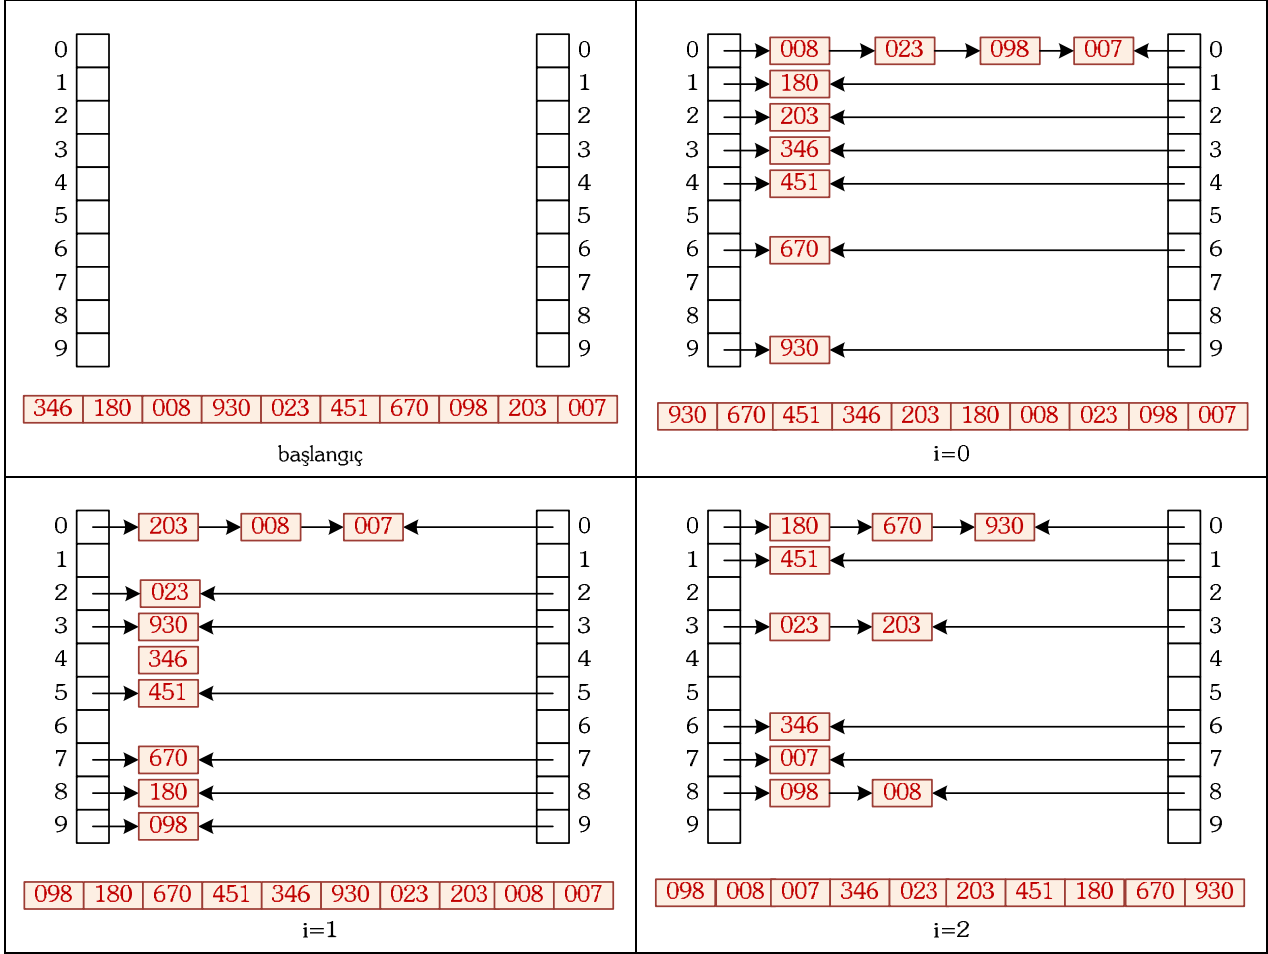 0 0
1 1
2 2
3 3
4 4
5 5
6 6
7 7
8 8
9 9
346 180 008 930 023 451 670 098 203 007
başlangıç
0 008 023 098 007 0
1 180 1
2 203 2
3 346 3
4 451 4
5 5
6 670 6
7 7
8 8
9 930 9
930 670 451 346 203 180 008 023 098 007
i=0
0 203 008 007 0
1 1
2 023 2
3 930 3
4 346 4
5 451 5
6 6
7 670 7
8 180 8
9 098 9
098 180 670 451 346 930 023 203 008 007
i=1
0 180 670 930 0
1 451 1
2 2
3 023 203 3
4 4
5 5
6 346 6
7 007 7
8 098 008 8
9 9
098 008 007 346 023 203 451 180 670 930
i=2